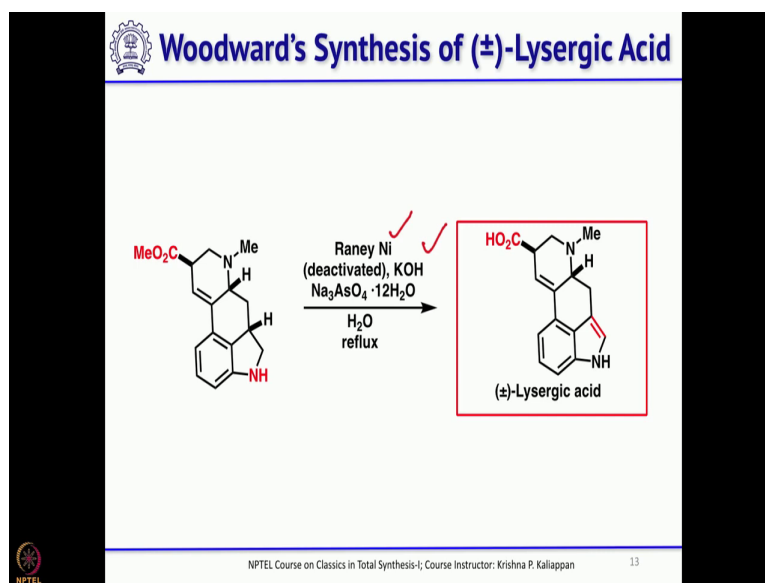 Woodward's Synthesis of (±)-Lysergic Acid
MeO₂C
N
Me
H
H
NH
Raney Ni
(deactivated), KOH
Na₃AsO₄ ·12H₂O
H₂O
reflux
HO₂C
N
Me
H
NH
(±)-Lysergic acid
NPTEL
NPTEL Course on Classics in Total Synthesis-I; Course Instructor: Krishna P. Kaliappan
13